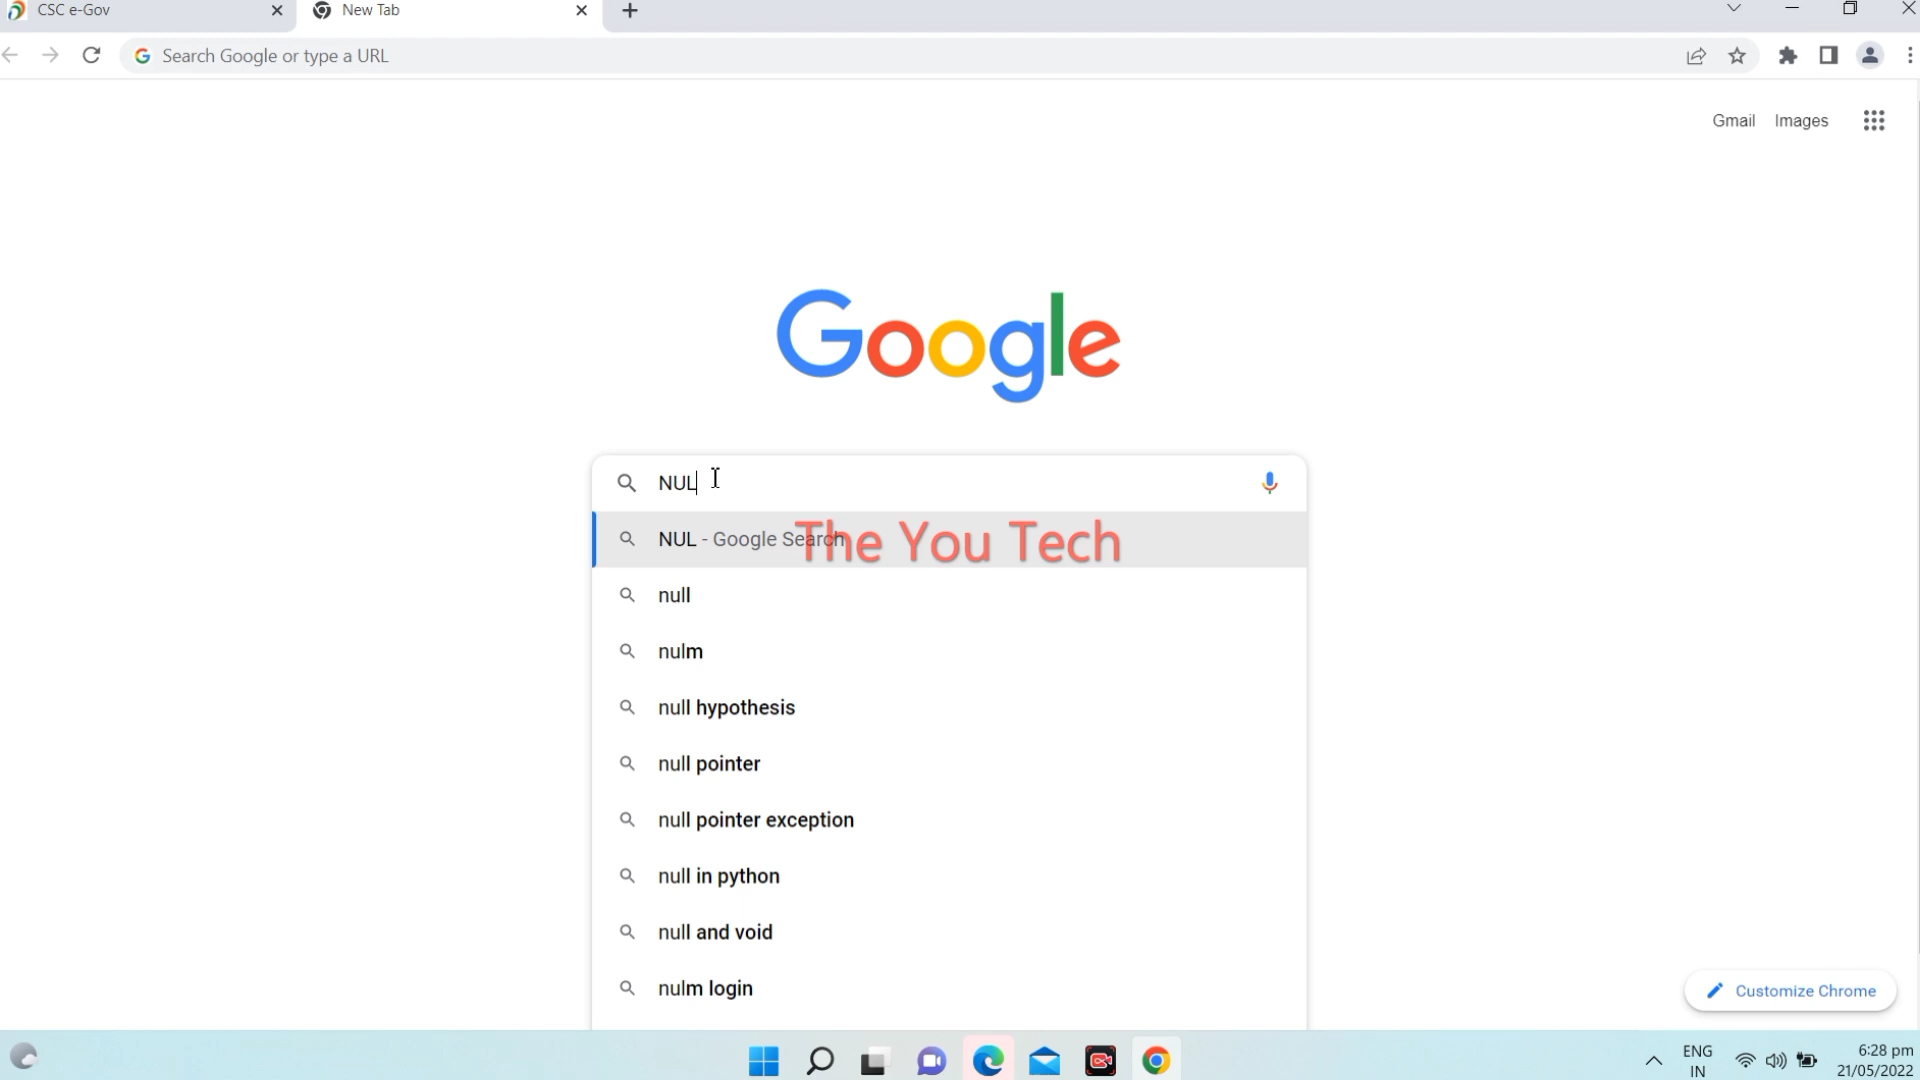 CSC e-Gov
New Tab
Search Google or type a URL
Gmail Images
Google
NUL
NUL - Google Search
The You Tech
null
nulm
null hypothesis
null pointer
null pointer exception
null in python
null and void
nulm login
Customize Chrome
ENG
IN
6:28 pm
21/05/2022